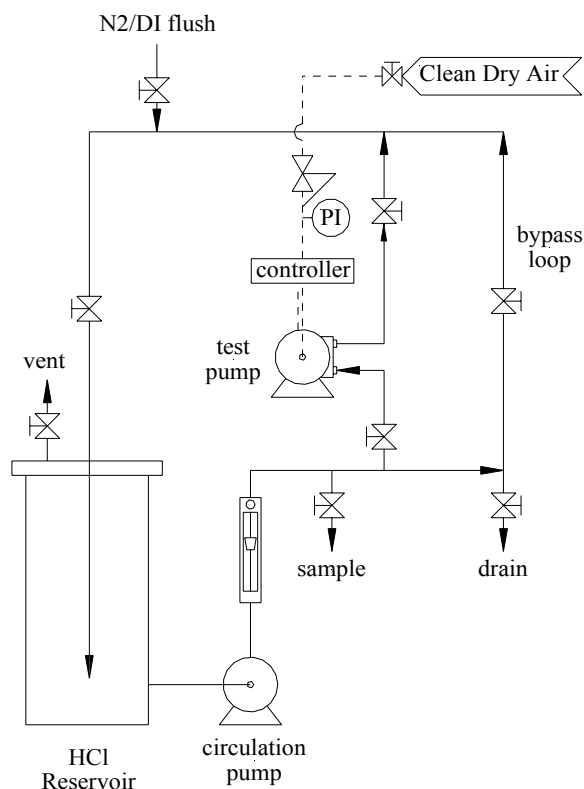 N2/DI flush
Clean Dry Air
PI
controller
bypass
loop
test
pump
vent
sample
drain
circulation
pump
HCl
Reservoir